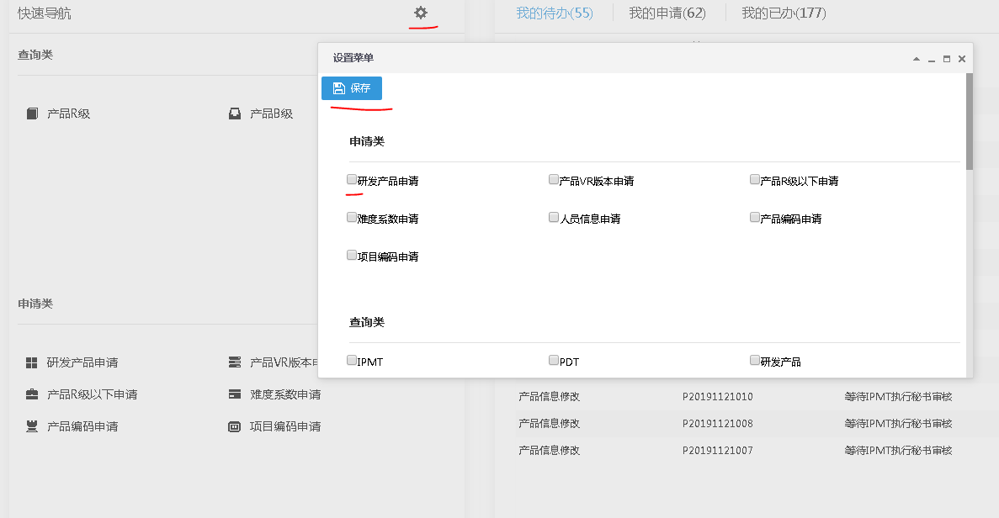 快速导航
我的待办(55)
我的申请(62)
我的已办(177)
查询类
产品R级
产品B级
设置菜单
保存
申请类
研发产品申请
产品VR版本申请
产品R级以下申请
难度系数申请
人员信息申请
产品编码申请
项目编码申请
查询类
IPMT
PDT
研发产品
申请类
研发产品申请
产品VR版本
产品R级以下申请
难度系数申请
产品编码申请
项目编码申请
产品信息修改 P20191121010 等待IPMT执行秘书审核
产品信息修改 P20191121008 等待IPMT执行秘书审核
产品信息修改 P20191121007 等待IPMT执行秘书审核